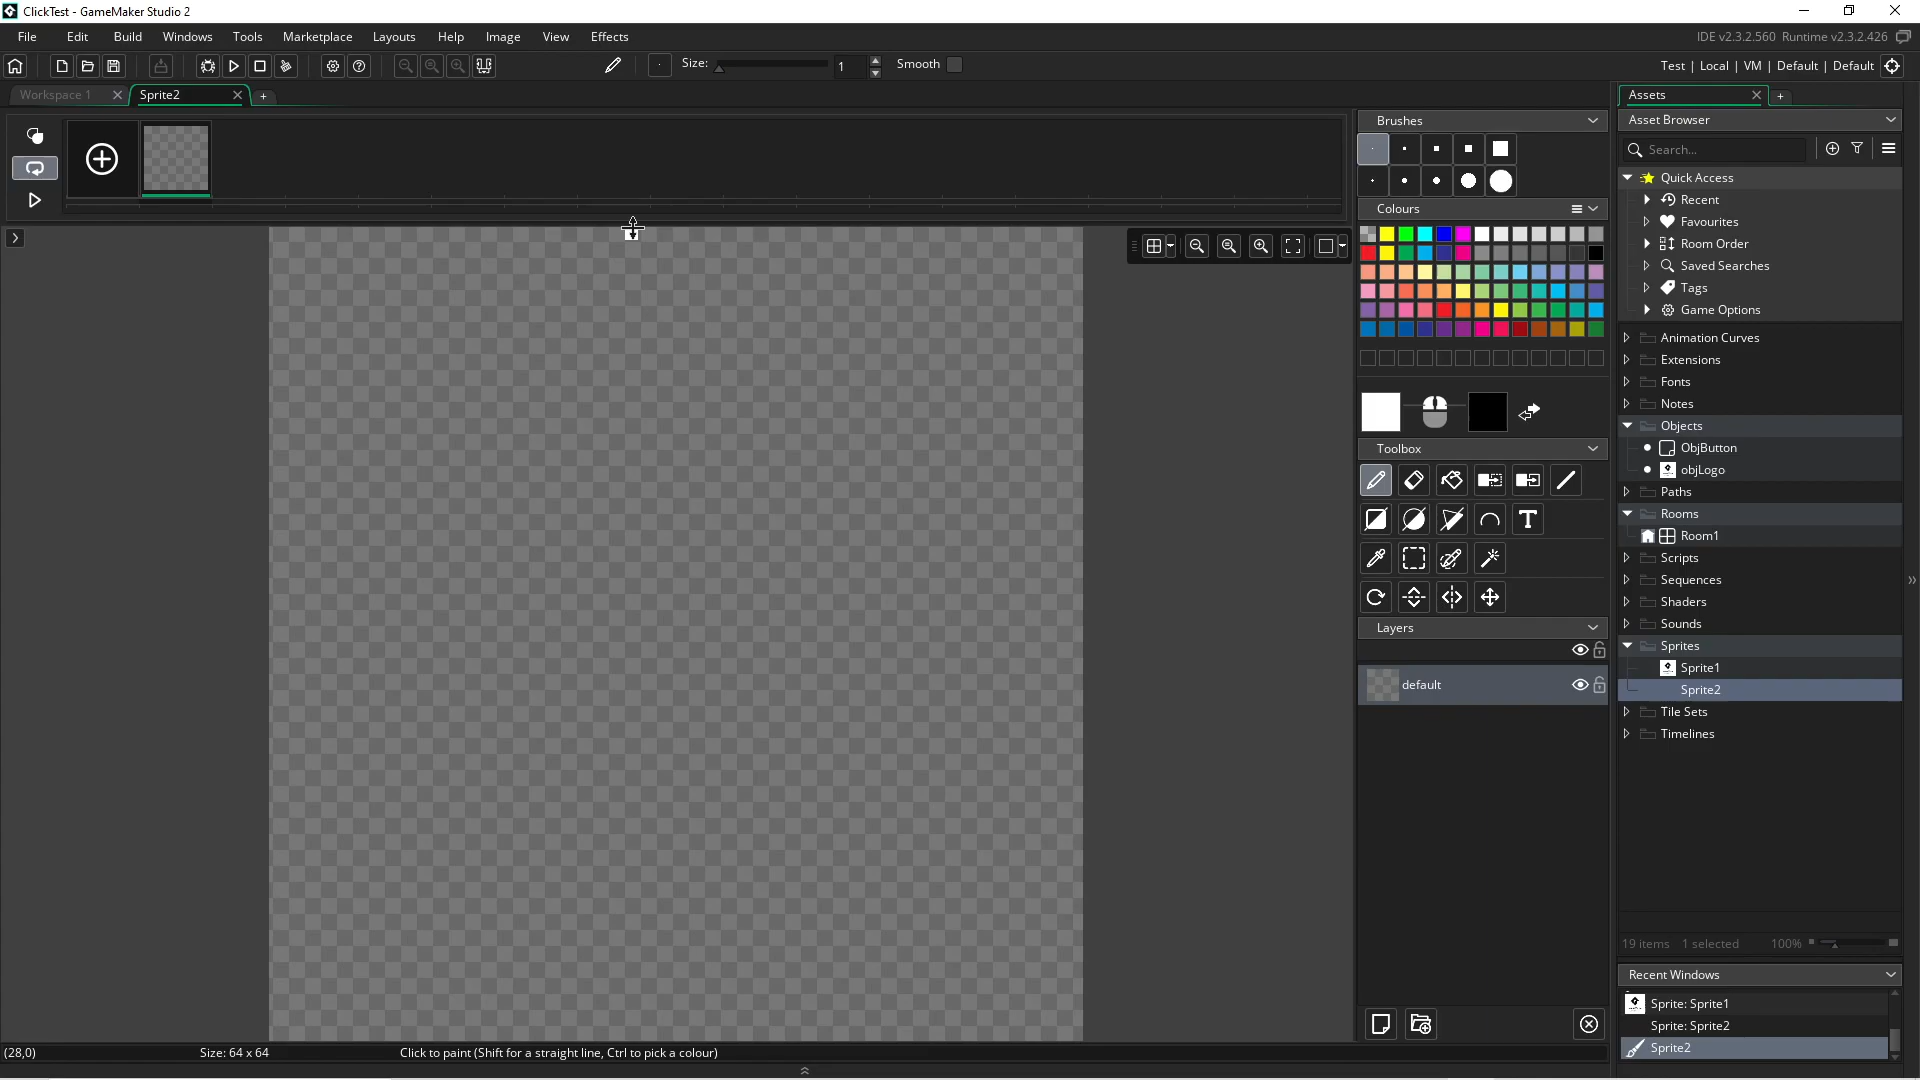 ClickTest - GameMaker Studio 2
File Edit Build Windows Tools Marketplace Layouts Help Image View Effects
IDE v2.3.2.560 Runtime v2.3.2.426
Size: 1 Smooth
Test | Local | VM | Default | Default
Workspace 1
Sprite2
Assets
Asset Browser
Search...
Quick Access
Recent
Favourites
Room Order
Saved Searches
Tags
Game Options
Animation Curves
Extensions
Fonts
Notes
Objects
ObjButton
objLogo
Paths
Rooms
Room1
Scripts
Sequences
Shaders
Sounds
Sprites
Sprite1
Sprite2
Tile Sets
Timelines
19 items 1 selected 100%
Recent Windows
Sprite: Sprite1
Sprite: Sprite2
Sprite2
Brushes
Colours
Toolbox
T
Layers
default
(28,0) Size: 64 x 64 Click to paint (Shift for a straight line, Ctrl to pick a colour)